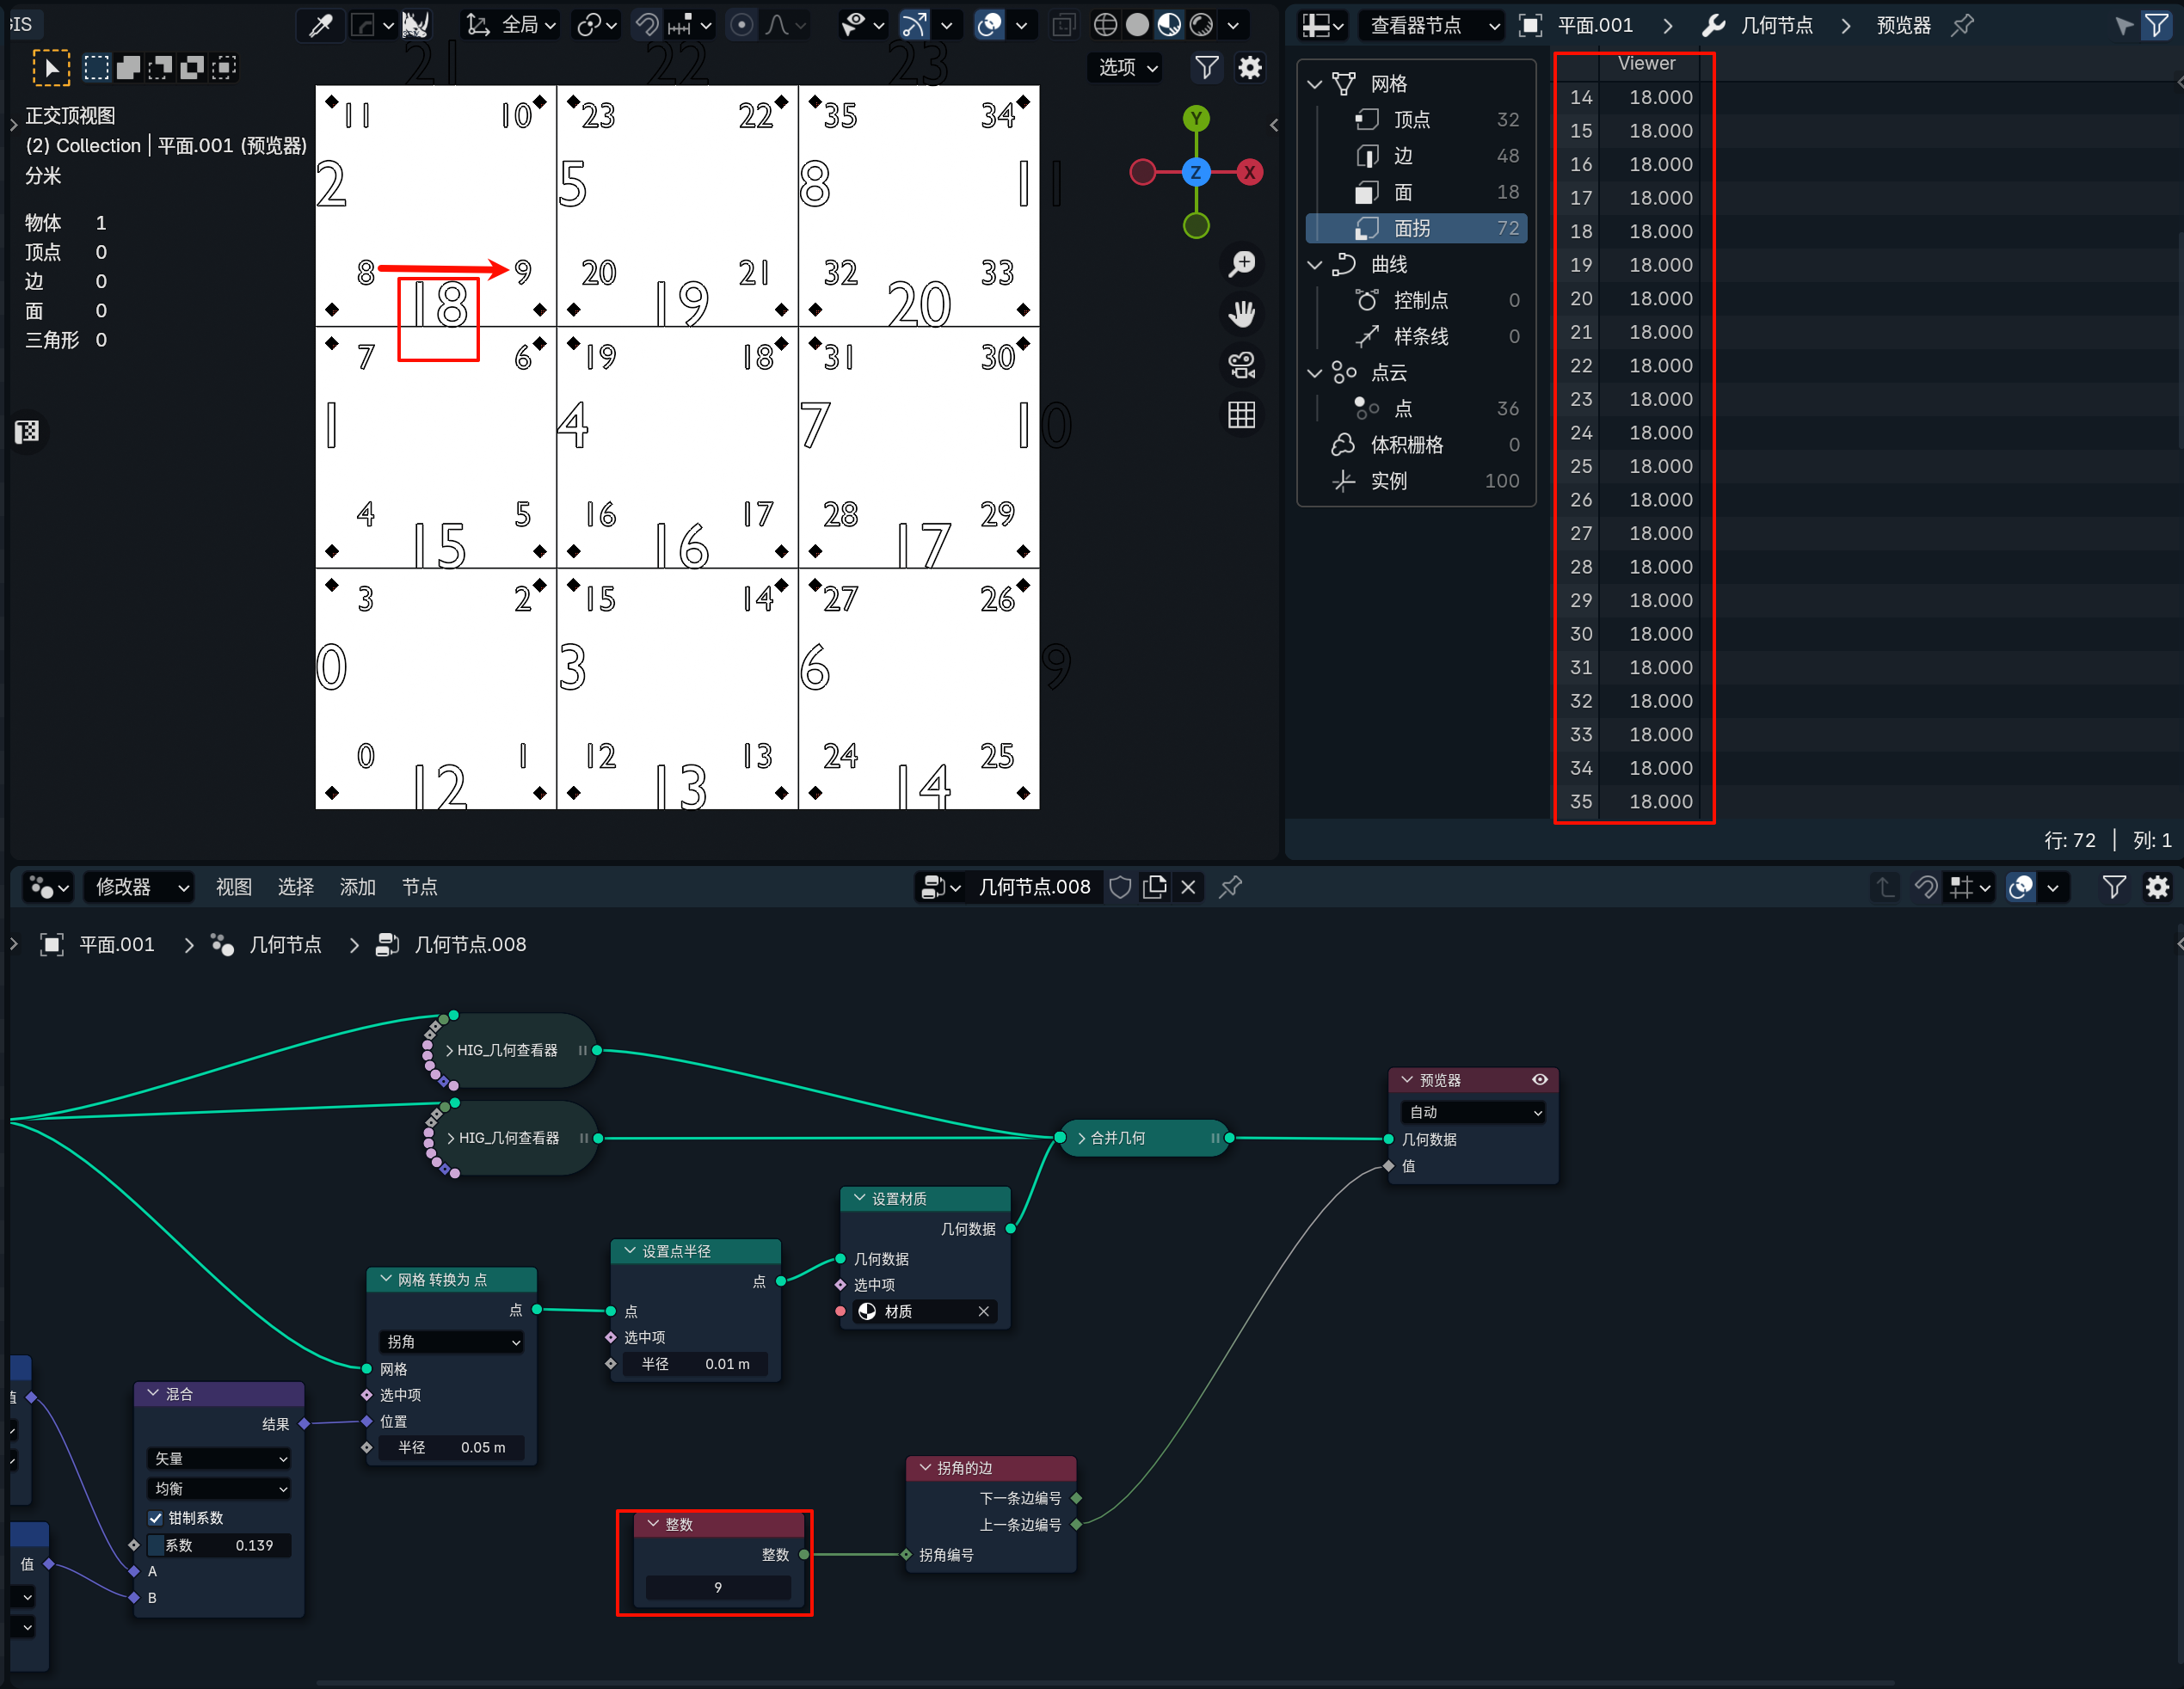 GIS
全局
选项
正交顶视图
(2) Collection | 平面.001 (预览器)
分米
物体 1
顶点 0
边 0
面 0
三角形 0
21 22 23
11 10 23 22 35 34
2 5 8 11
8 9 20 21 32 33
18 19 20
7 6 19 18 31 30
1 4 7 10
4 5 16 17 28 29
15 16 17
3 2 15 14 27 26
0 3 6 9
0 1 12 13 24 25
12 13 14
Y
Z
X
查看器节点
平面.001 > 几何节点 > 预览器
网格
顶点 32
边 48
面 18
面拐 72
曲线
控制点 0
样条线 0
点云
点 36
体积栅格 0
实例 100
Viewer
14 18.000
15 18.000
16 18.000
17 18.000
18 18.000
19 18.000
20 18.000
21 18.000
22 18.000
23 18.000
24 18.000
25 18.000
26 18.000
27 18.000
28 18.000
29 18.000
30 18.000
31 18.000
32 18.000
33 18.000
34 18.000
35 18.000
行: 72 | 列: 1
修改器 视图 选择 添加 节点
几何节点.008
平面.001 > 几何节点 > 几何节点.008
HIG_几何查看器
HIG_几何查看器
合并几何
预览器
自动
几何数据
值
设置材质
几何数据
几何数据
选中项
材质
设置点半径
点
点
选中项
半径 0.01 m
网格 转换为 点
点
拐角
网格
选中项
位置
半径 0.05 m
混合
结果
矢量
均衡
钳制系数
系数 0.139
A
B
值
拐角的边
下一条边编号
上一条边编号
拐角编号
整数
整数
9